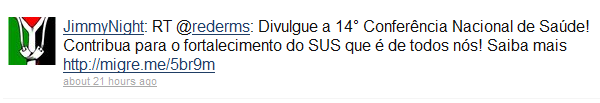 JimmyNight: RT @rederms: Divulgue a 14° Conferência Nacional de Saúde!
Contribua para o fortalecimento do SUS que é de todos nós! Saiba mais
http://migre.me/5br9m
about 21 hours ago